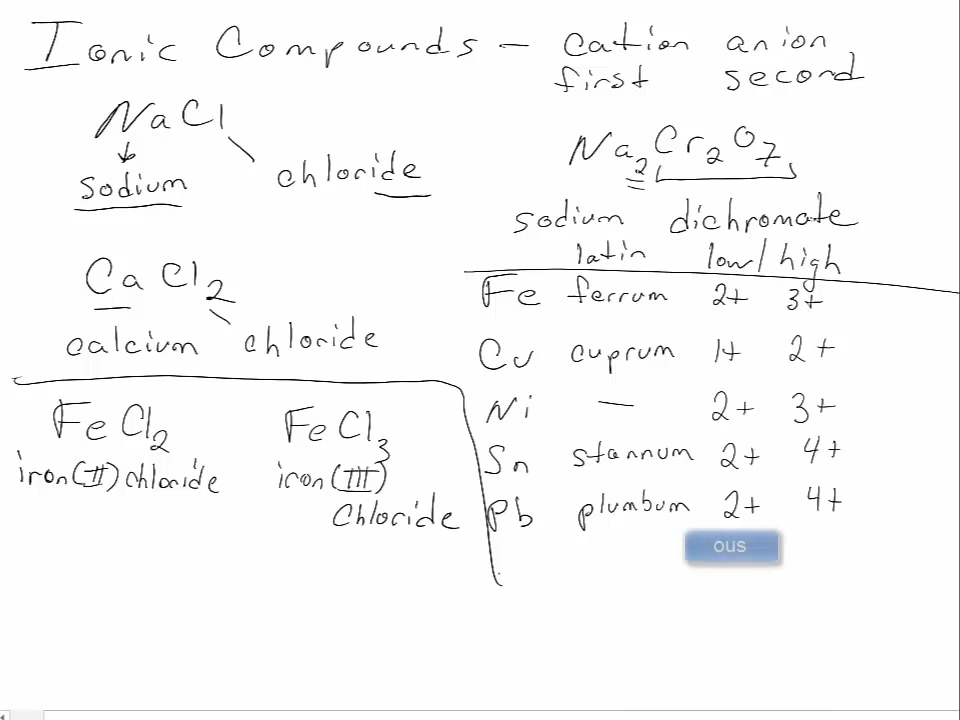 Ionic Compounds - cation anion
first second
NaCl
sodium
chloride
CaCl2
calcium chloride
FeCl2 FeCl3
iron(II)chloride iron(III)
Chloride
Na2Cr2O7
sodium dichromate
latin low/high
Fe ferrum 2+ 3+
Cu cuprum 1+ 2+
Ni — 2+ 3+
Sn stannum 2+ 4+
Pb plumbum 2+ 4+
ous